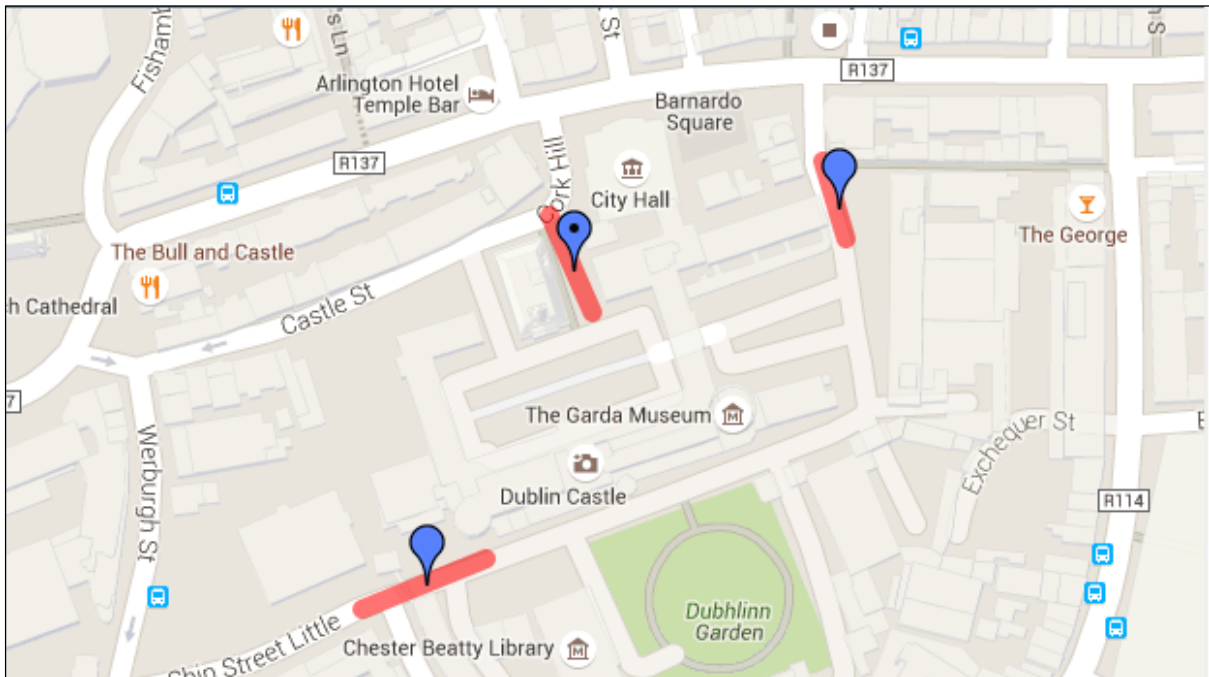 Fishamb
s Ln
St
n S
R137
Arlington Hotel
Temple Bar
Barnardo
Square
R137
Cork Hill
City Hall
The George
The Bull and Castle
h Cathedral
Castle St
7
The Garda Museum
Exchequer St
E
Dublin Castle
R114
Werburgh St
Dubhlinn
Garden
Chester Beatty Library
Ship Street Little